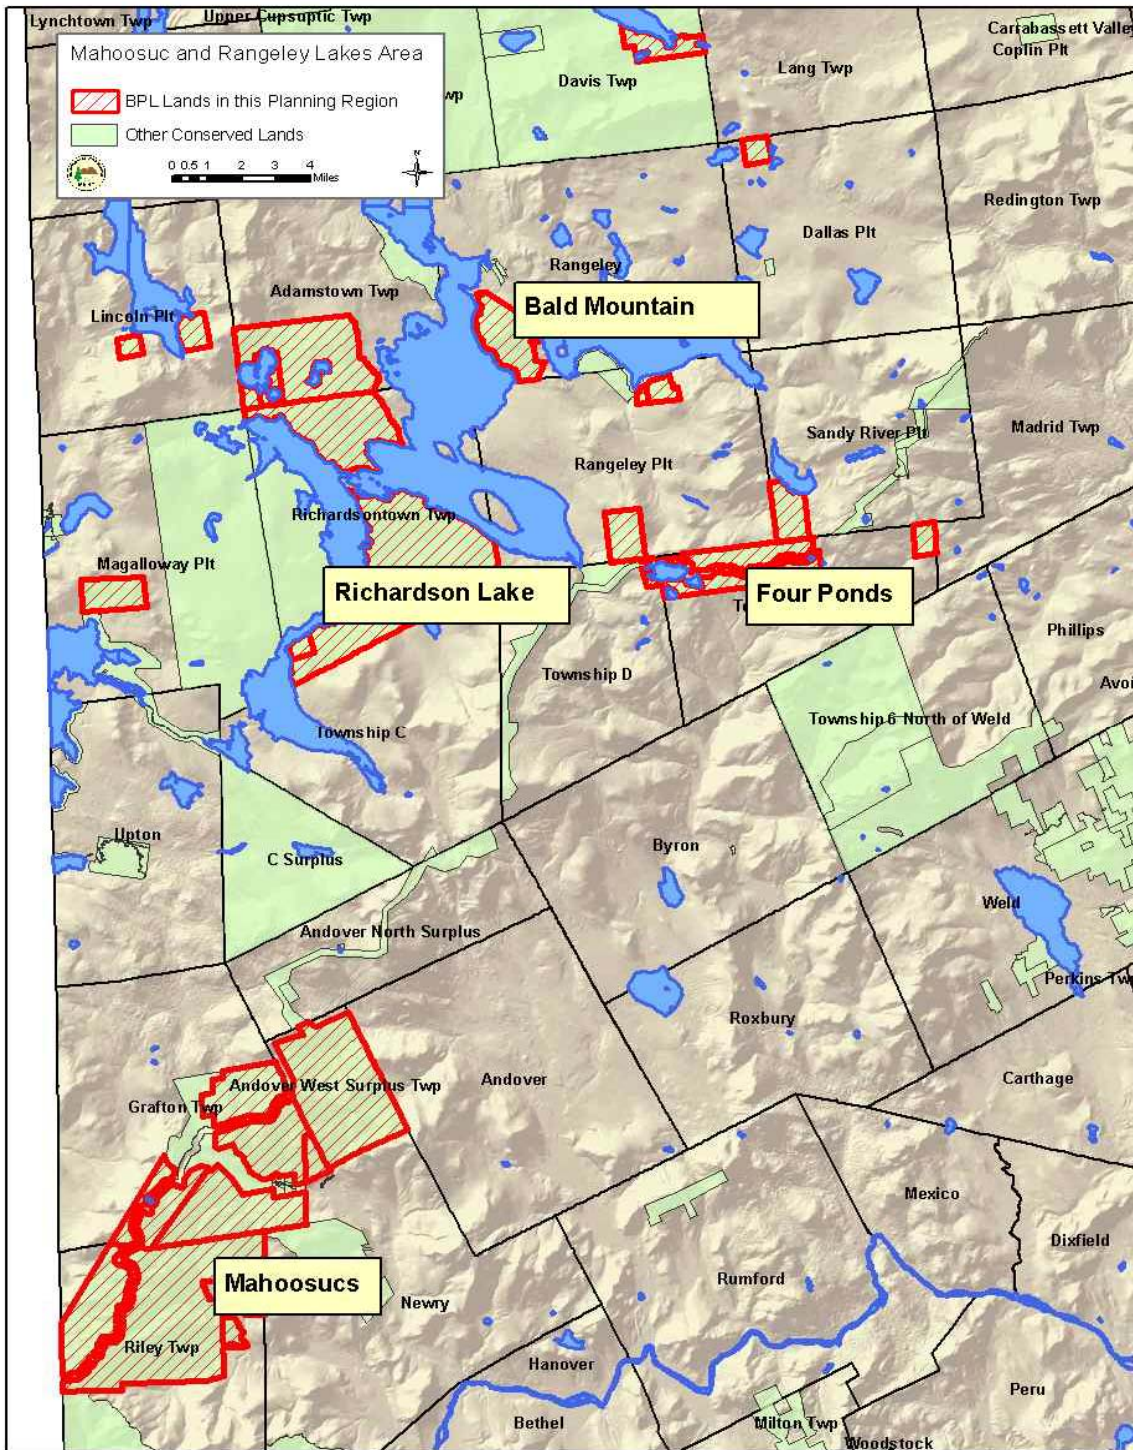 Lynchtown Twp
Upper Cupsuptic Twp
Carrabassett Valley
Coplin Plt
Mahoosuc and Rangeley Lakes Area
BPL Lands in this Planning Region
Other Conserved Lands
0 0.5 1 2 3 4
Miles
N
wp
Davis Twp
Lang Twp
Redington Twp
Dallas Plt
Rangeley
Adamstown Twp
Bald Mountain
Lincoln Plt
Sandy River Plt
Madrid Twp
Rangeley Plt
Richardsontown Twp
Magalloway Plt
Richardson Lake
Four Ponds
Phillips
Township D
Township 6 North of Weld
Township C
Upton
C Surplus
Byron
Weld
Andover North Surplus
Perkins Twp
Roxbury
Carthage
Andover
Andover West Surplus Twp
Grafton Twp
Mexico
Dixfield
Mahoosucs
Rumford
Newry
Riley Twp
Hanover
Peru
Bethel
Milton Twp
Woodstock